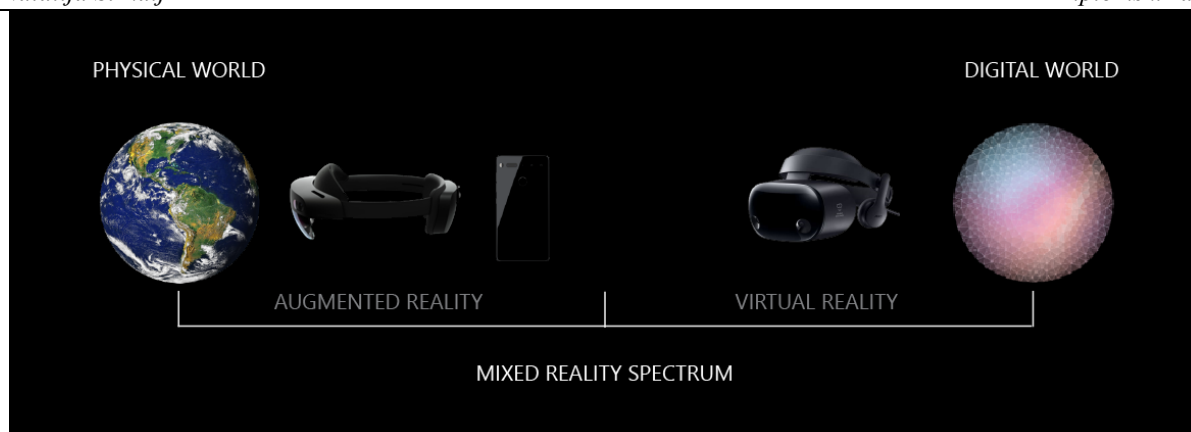 PHYSICAL WORLD
DIGITAL WORLD
AUGMENTED REALITY
VIRTUAL REALITY
MIXED REALITY SPECTRUM